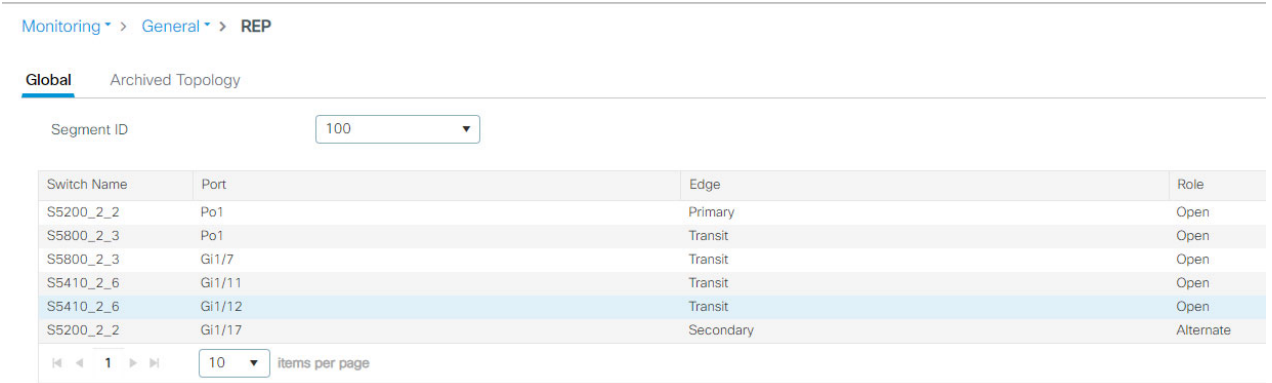 Monitoring > General > REP
Global Archived Topology
Segment ID 100
Switch Name Port Edge Role
S5200_2_2 Po1 Primary Open
S5800_2_3 Po1 Transit Open
S5800_2_3 Gi1/7 Transit Open
S5410_2_6 Gi1/11 Transit Open
S5410_2_6 Gi1/12 Transit Open
S5200_2_2 Gi1/17 Secondary Alternate
1 10 items per page